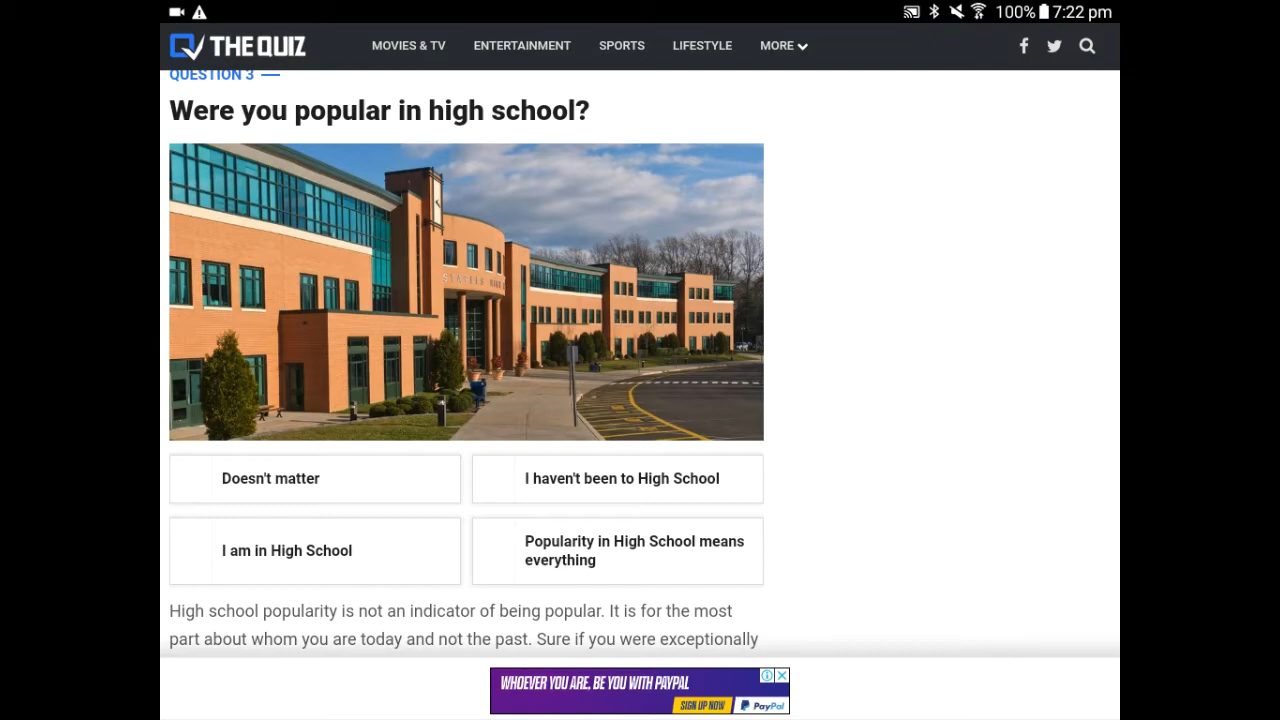 100% 7:22 pm
THE QUIZ MOVIES & TV ENTERTAINMENT SPORTS LIFESTYLE MORE
QUESTION 3
Were you popular in high school?
Doesn't matter
I haven't been to High School
I am in High School
Popularity in High School means
everything
High school popularity is not an indicator of being popular. It is for the most
part about whom you are today and not the past. Sure if you were exceptionally
WHOEVER YOU ARE, BE YOU WITH PAYPAL
SIGN UP NOW PayPal